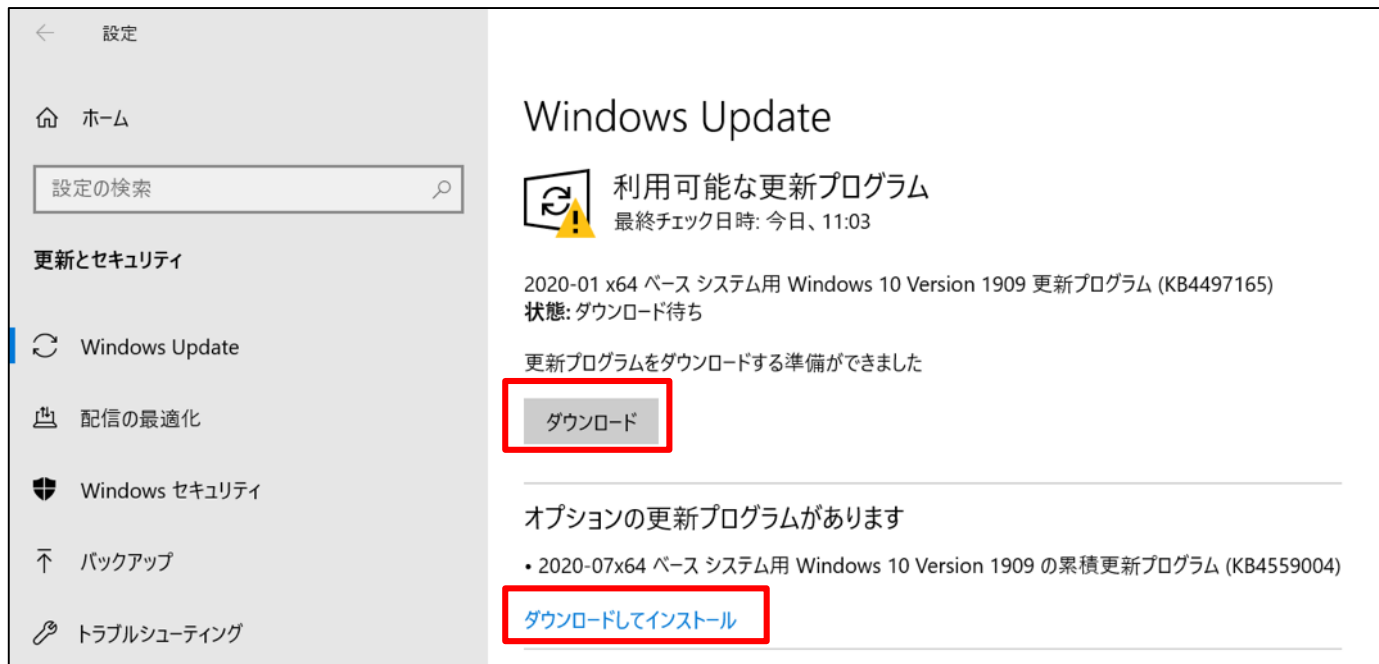 設定
ホーム
設定の検索
更新とセキュリティ
Windows Update
配信の最適化
Windows セキュリティ
バックアップ
トラブルシューティング
Windows Update
利用可能な更新プログラム
最終チェック日時: 今日、11:03
2020-01 x64 ベース システム用 Windows 10 Version 1909 更新プログラム (KB4497165)
状態: ダウンロード待ち
更新プログラムをダウンロードする準備ができました
ダウンロード
オプションの更新プログラムがあります
• 2020-07x64 ベース システム用 Windows 10 Version 1909 の累積更新プログラム (KB4559004)
ダウンロードしてインストール